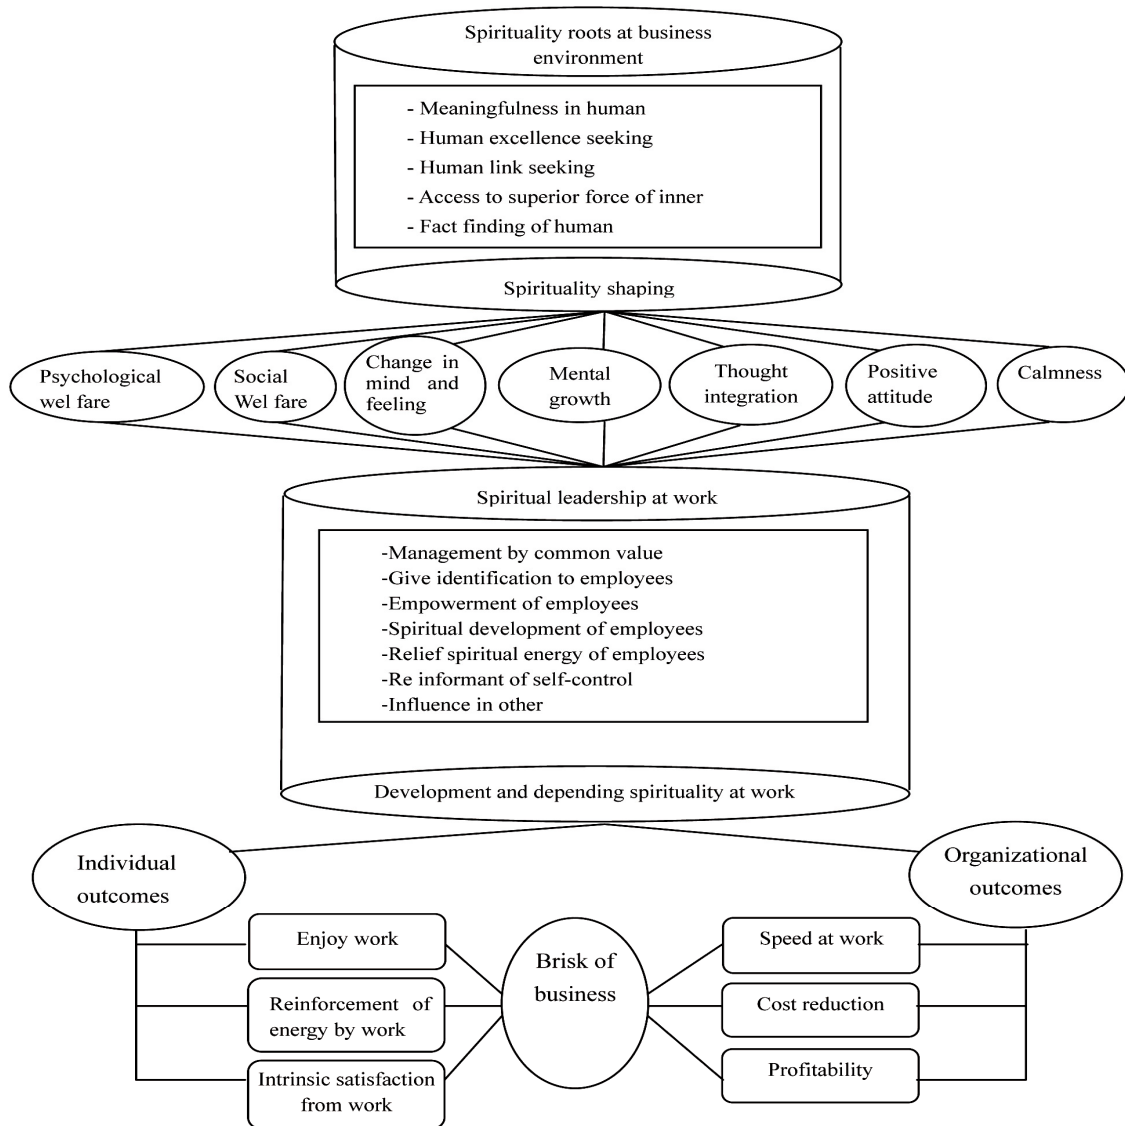 Spirituality roots at business
environment
- Meaningfulness in human
- Human excellence seeking
- Human link seeking
- Access to superior force of inner
- Fact finding of human
Spirituality shaping
Psychological
wel fare
Social
Wel fare
Change in
mind and
feeling
Mental
growth
Thought
integration
Positive
attitude
Calmness
Spiritual leadership at work
-Management by common value
-Give identification to employees
-Empowerment of employees
-Spiritual development of employees
-Relief spiritual energy of employees
-Re informant of self-control
-Influence in other
Development and depending spirituality at work
Individual
outcomes
Organizational
outcomes
Enjoy work
Reinforcement of
energy by work
Intrinsic satisfaction
from work
Brisk of
business
Speed at work
Cost reduction
Profitability